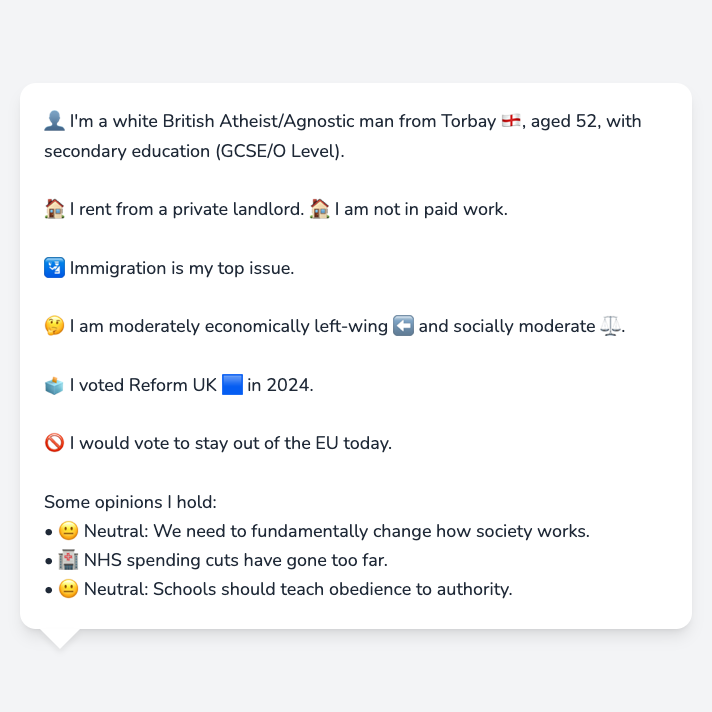 👤 I'm a white British Atheist/Agnostic man from Torbay 🏴󠁧󠁢󠁥󠁮󠁧󠁿, aged 52, with
secondary education (GCSE/O Level).
🏠 I rent from a private landlord. 🏠 I am not in paid work.
🛂 Immigration is my top issue.
🤔 I am moderately economically left-wing ⬅️ and socially moderate ⚖️.
🗳️ I voted Reform UK 🟦 in 2024.
🚫 I would vote to stay out of the EU today.
Some opinions I hold:
• 😐 Neutral: We need to fundamentally change how society works.
• 🏥 NHS spending cuts have gone too far.
• 😐 Neutral: Schools should teach obedience to authority.